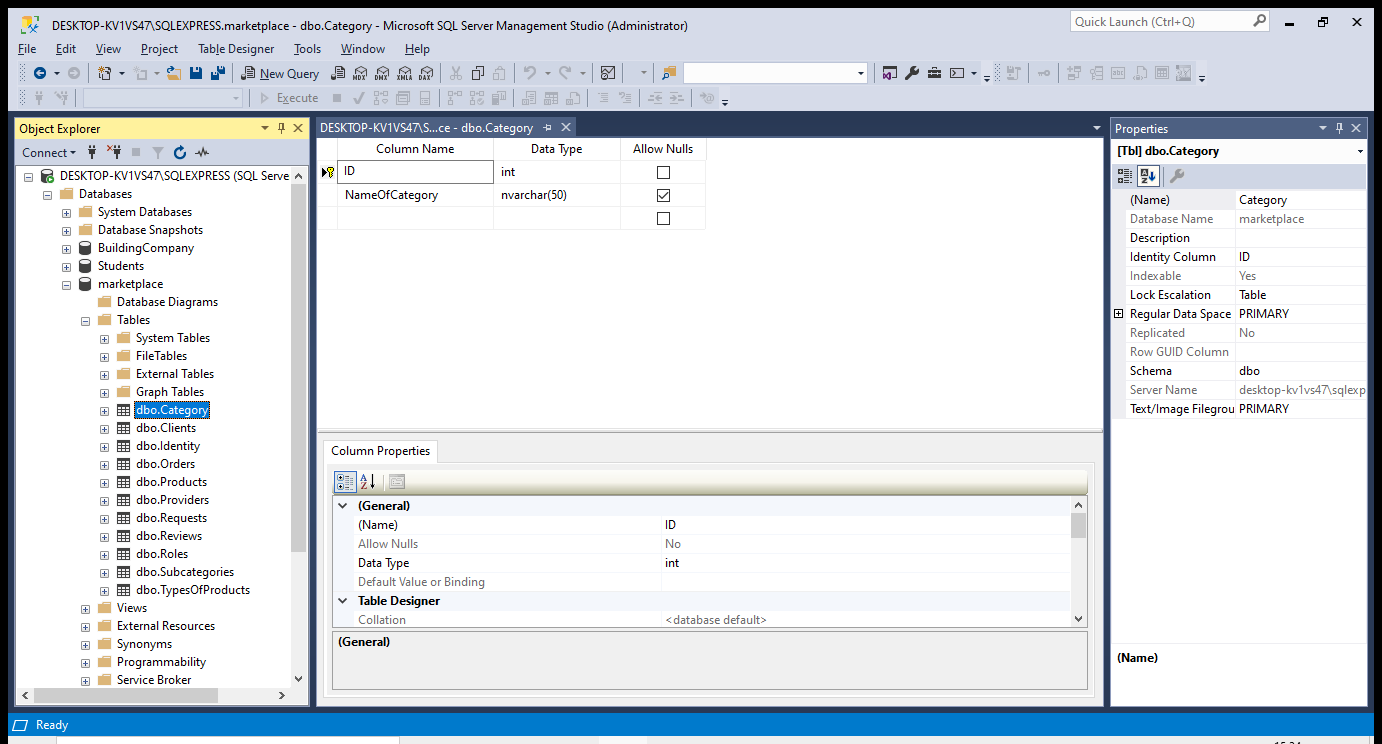 DESKTOP-KV1VS47\SQLEXPRESS.marketplace - dbo.Category - Microsoft SQL Server Management Studio (Administrator)
Quick Launch (Ctrl+Q)
File Edit View Project Table Designer Tools Window Help
New Query
MDX DMX XMLA DAX
Execute
Object Explorer
Connect
DESKTOP-KV1VS47\SQLEXPRESS (SQL Serve
Databases
System Databases
Database Snapshots
BuildingCompany
Students
marketplace
Database Diagrams
Tables
System Tables
FileTables
External Tables
Graph Tables
dbo.Category
dbo.Clients
dbo.Identity
dbo.Orders
dbo.Products
dbo.Providers
dbo.Requests
dbo.Reviews
dbo.Roles
dbo.Subcategories
dbo.TypesOfProducts
Views
External Resources
Synonyms
Programmability
Service Broker
DESKTOP-KV1VS47\S...ce - dbo.Category
Column Name Data Type Allow Nulls
ID int
NameOfCategory nvarchar(50)
Column Properties
(General)
(Name) ID
Allow Nulls No
Data Type int
Default Value or Binding
Table Designer
Collation <database default>
(General)
Properties
[Tbl] dbo.Category
(Name) Category
Database Name marketplace
Description
Identity Column ID
Indexable Yes
Lock Escalation Table
Regular Data Space PRIMARY
Replicated No
Row GUID Column
Schema dbo
Server Name desktop-kv1vs47\sqlexp
Text/Image Filegrou PRIMARY
(Name)
Ready